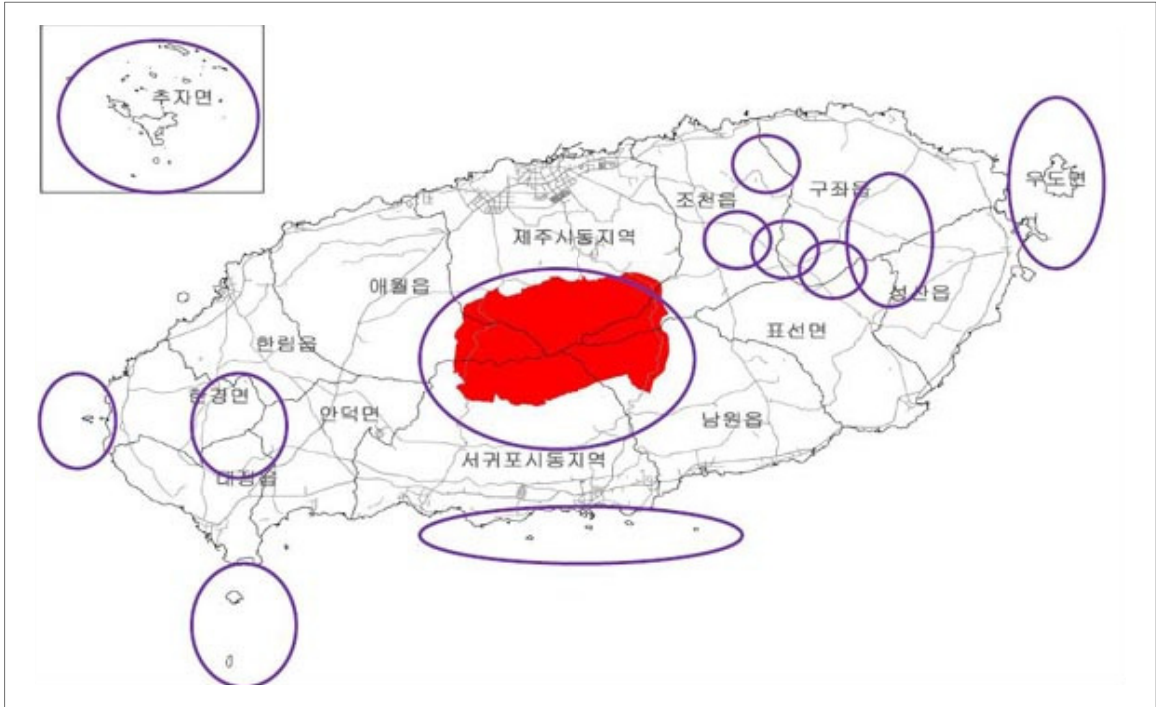 추자면
우도면
구좌읍
조천읍
제주시동지역
애월읍
성산읍
표선면
한림읍
한경면
안덕면
남원읍
서귀포시동지역
대정읍